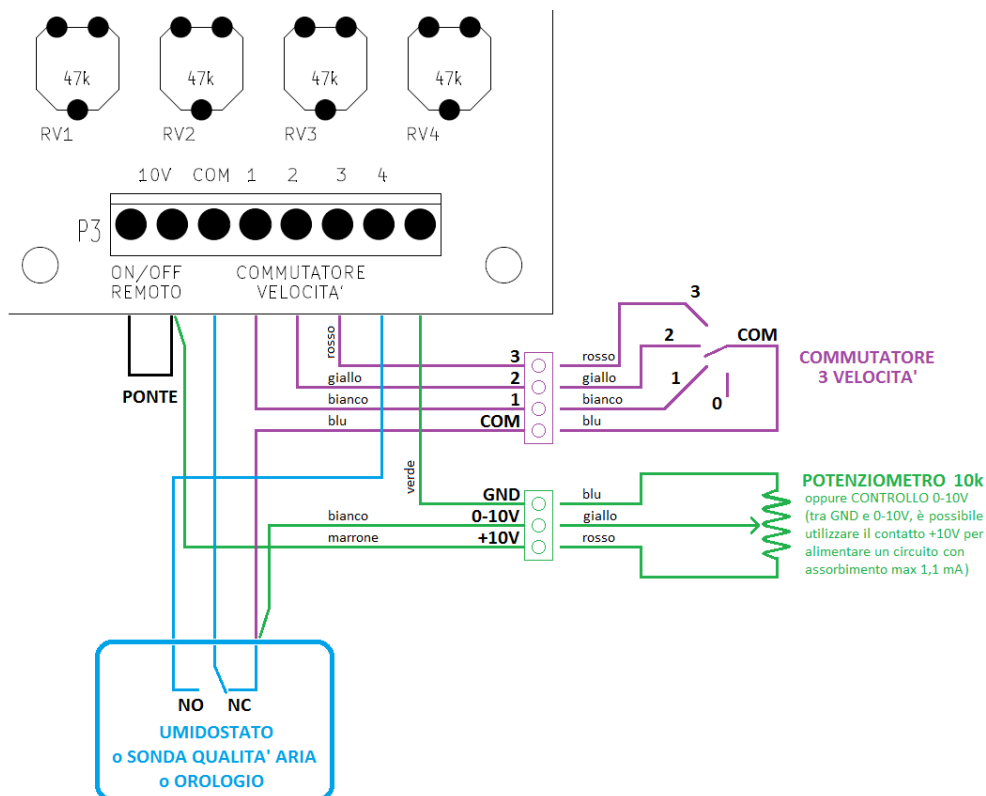 47k 47k 47k 47k
RV1 RV2 RV3 RV4
10V COM 1 2 3 4
P3
ON/OFF
REMOTO
COMMUTATORE
VELOCITA'
PONTE
rosso
giallo
bianco
blu
3
2
1
COM
rosso
giallo
bianco
blu
3
2
1
0
COM
COMMUTATORE
3 VELOCITA'
verde
bianco
marrone
GND
0-10V
+10V
blu
giallo
rosso
POTENZIOMETRO 10k
oppure CONTROLLO 0-10V
(tra GND e 0-10V, è possibile
utilizzare il contatto +10V per
alimentare un circuito con
assorbimento max 1,1 mA)
NO NC
UMIDOSTATO
o SONDA QUALITA' ARIA
o OROLOGIO